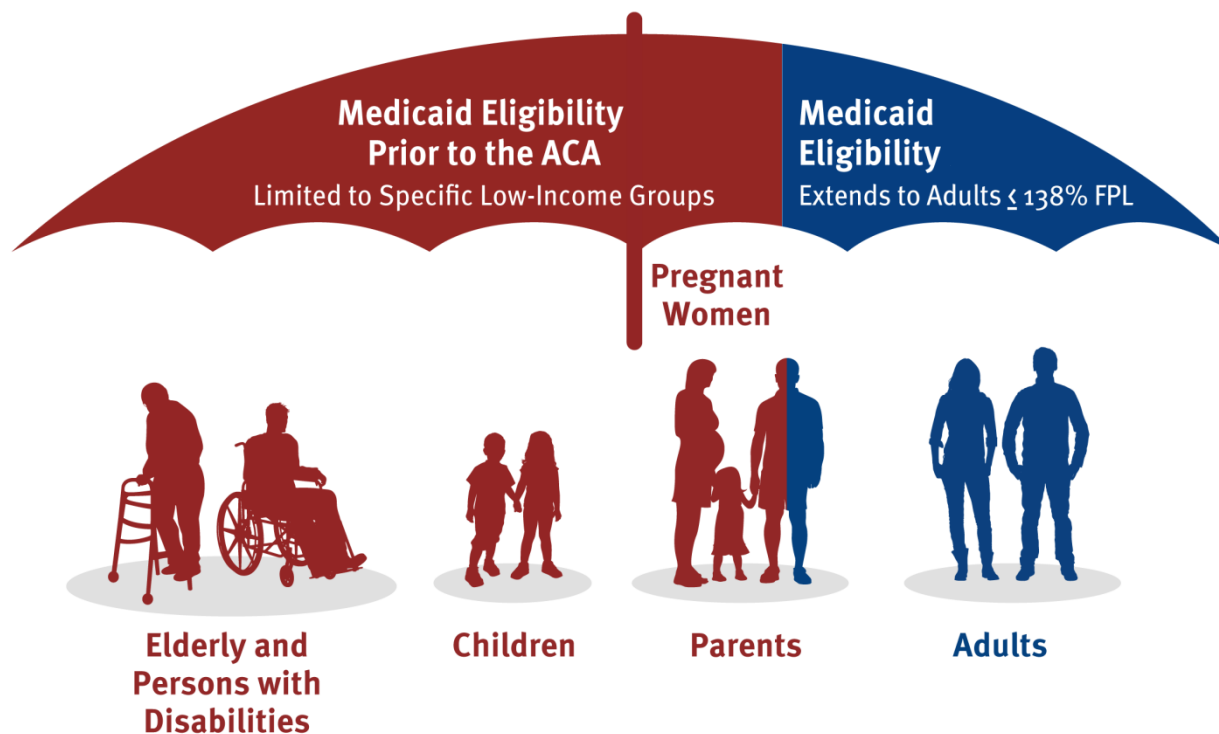 Medicaid Eligibility
Prior to the ACA
Limited to Specific Low-Income Groups
Medicaid
Eligibility
Extends to Adults ≤ 138% FPL
Pregnant
Women
Elderly and
Persons with
Disabilities
Children
Parents
Adults